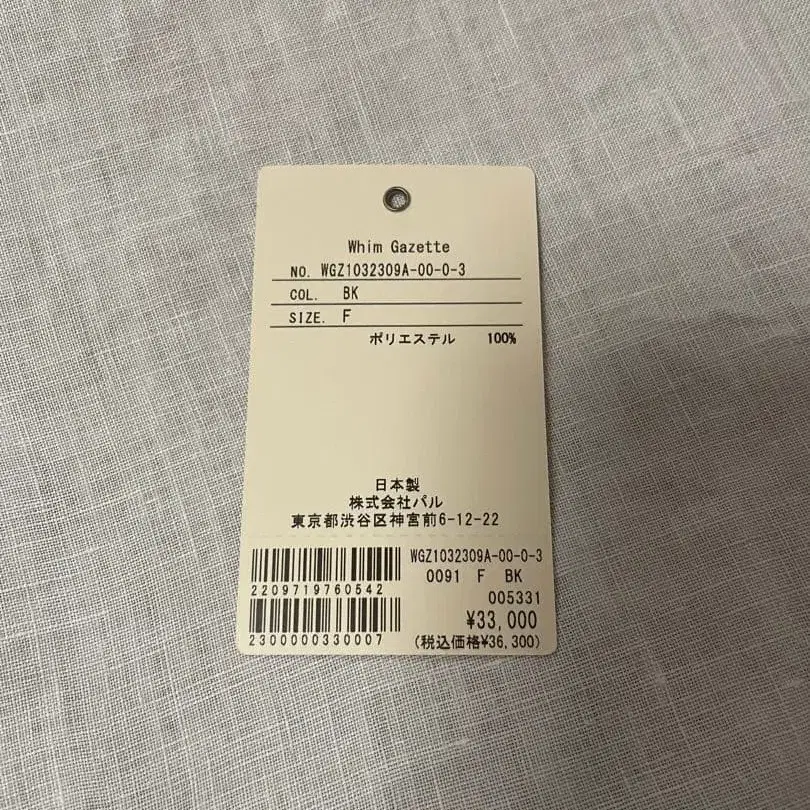 Whim Gazette
NO. WGZ1032309A-00-0-3
COL. BK
SIZE. F
ポリエステル 100%
日本製
株式会社パル
東京都渋谷区神宮前6-12-22
WGZ1032309A-00-0-3
0091 F BK
2209719760542
005331
¥33,000
2300000330007
(税込価格¥36,300)